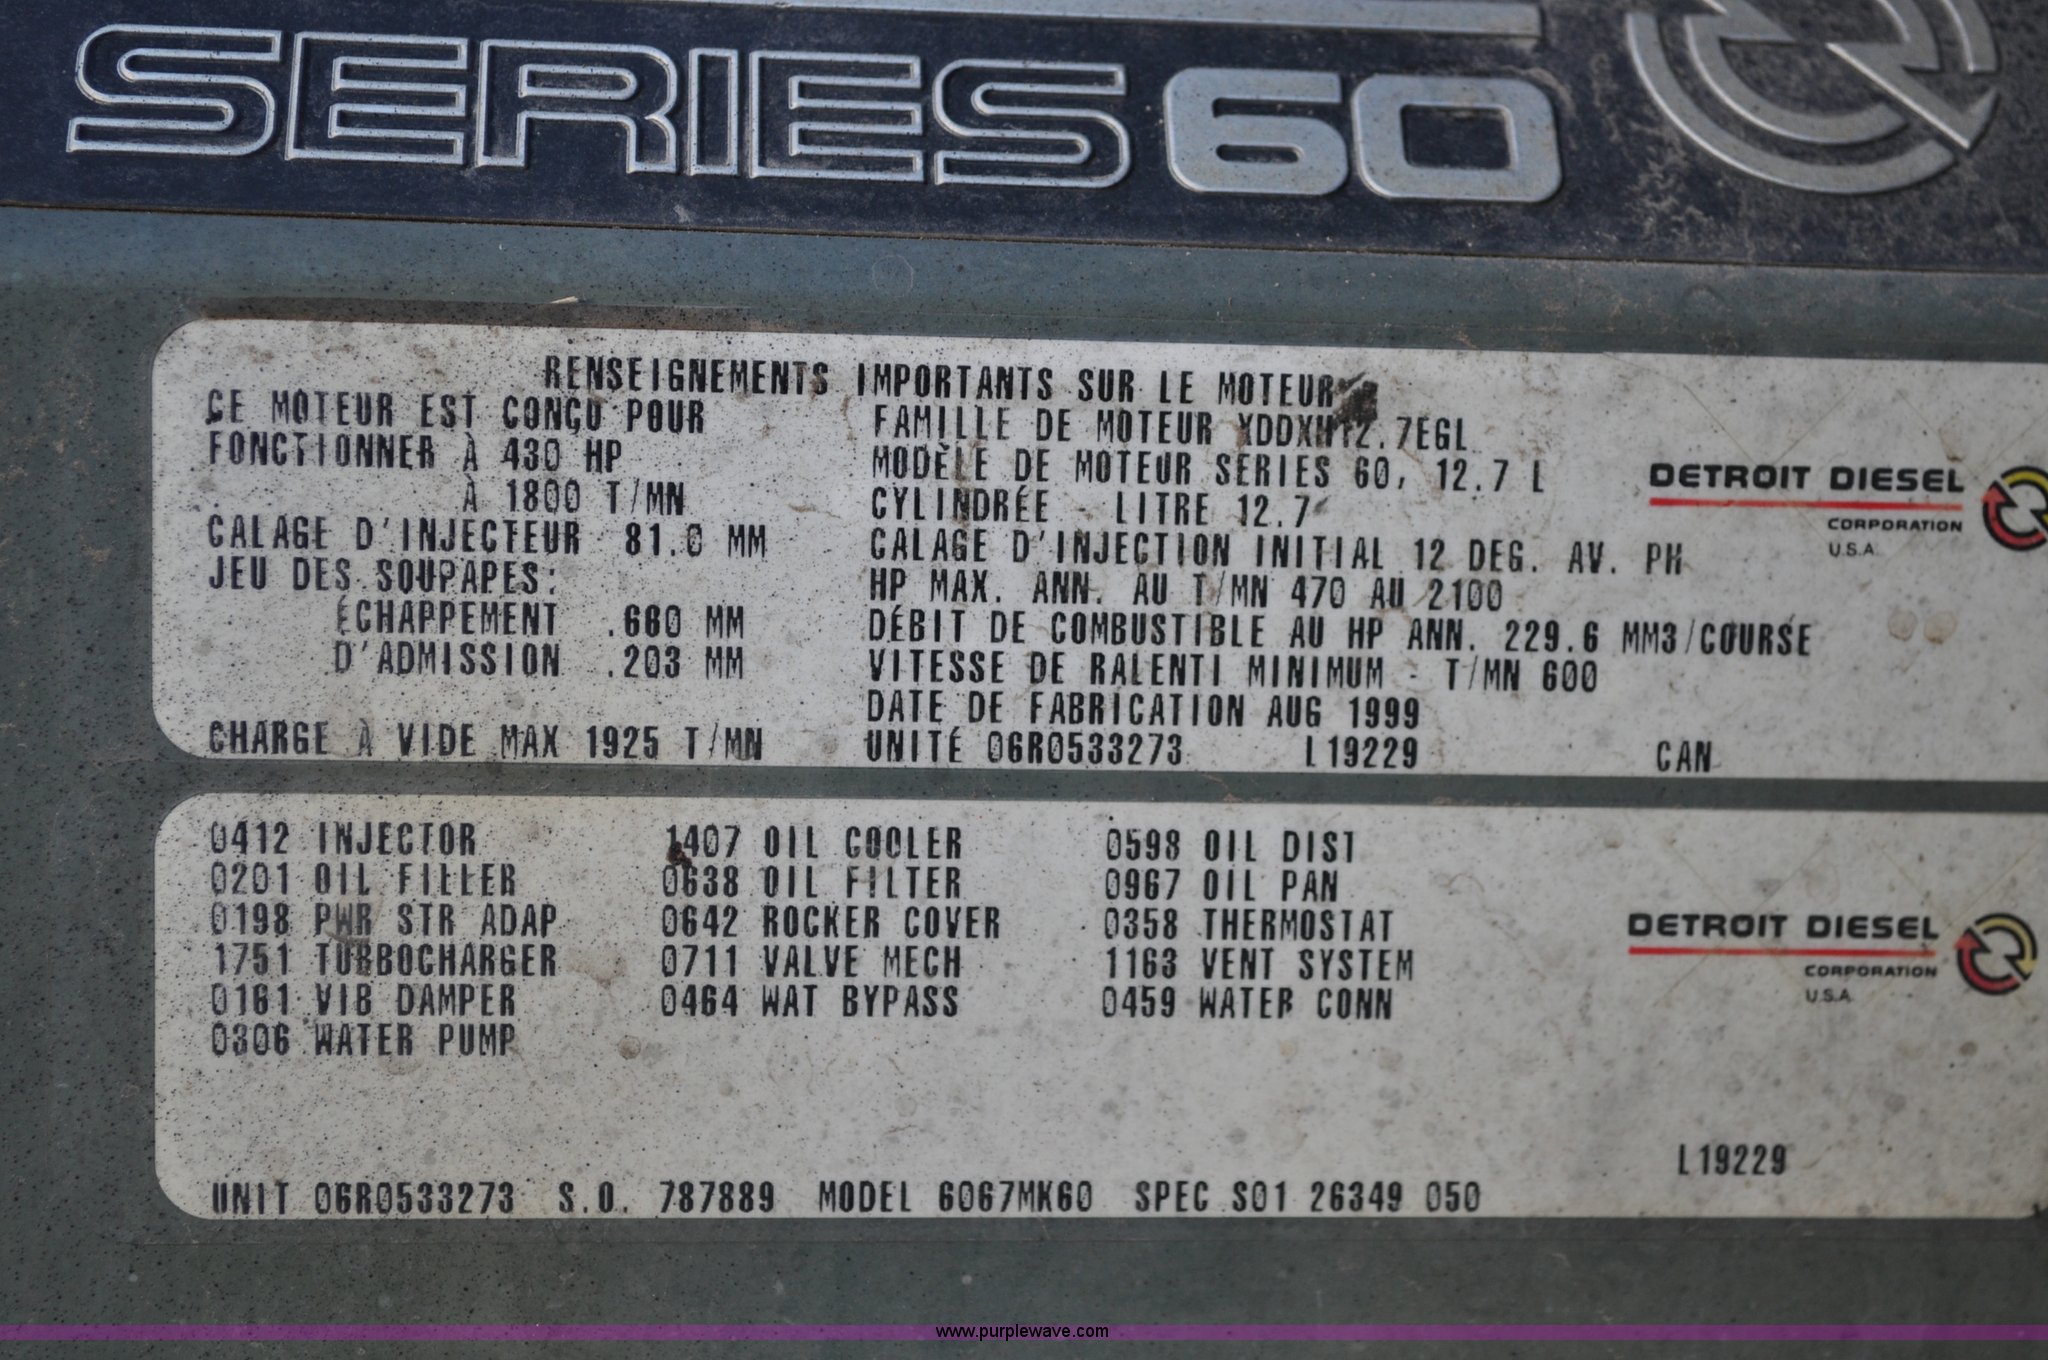 SERIES 60
RENSEIGNEMENTS IMPORTANTS SUR LE MOTEUR
CE MOTEUR EST CONÇU POUR
FONCTIONNER À 430 HP
À 1800 T/MN
CALAGE D'INJECTEUR 81.0 MM
JEU DES SOUPAPES:
ÉCHAPPEMENT .660 MM
D'ADMISSION .203 MM
CHARGE À VIDE MAX 1925 T/MN
FAMILLE DE MOTEUR XDDXH12.7EGL
MODÈLE DE MOTEUR SERIES 60, 12.7 L
CYLINDRÉE - LITRE 12.7
CALAGE D'INJECTION INITIAL 12 DEG. AV. PH
HP MAX. ANN. AU T/MN 470 AU 2100
DÉBIT DE COMBUSTIBLE AU HP ANN. 229.6 MM3/COURSE
VITESSE DE RALENTI MINIMUM - T/MN 600
DATE DE FABRICATION AUG 1999
UNITÉ 06R0533273 L19229 CAN
DETROIT DIESEL
CORPORATION
U.S.A.
0412 INJECTOR 1407 OIL COOLER 0598 OIL DIST
0201 OIL FILLER 0638 OIL FILTER 0967 OIL PAN
0198 PWR STR ADAP 0642 ROCKER COVER 0358 THERMOSTAT
1751 TURBOCHARGER 0711 VALVE MECH 1163 VENT SYSTEM
0161 VIB DAMPER 0464 WAT BYPASS 0459 WATER CONN
0306 WATER PUMP
DETROIT DIESEL
CORPORATION
U.S.A.
L19229
UNIT 06R0533273 S.O. 787889 MODEL 6067MK60 SPEC S01 26349 050
www.purplewave.com